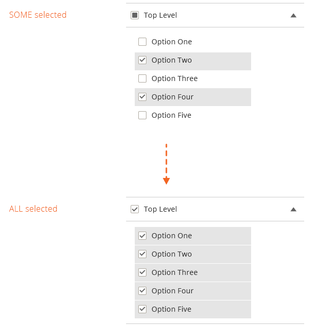 SOME selected
Top Level
Option One
Option Two
Option Three
Option Four
Option Five
ALL selected
Top Level
Option One
Option Two
Option Three
Option Four
Option Five